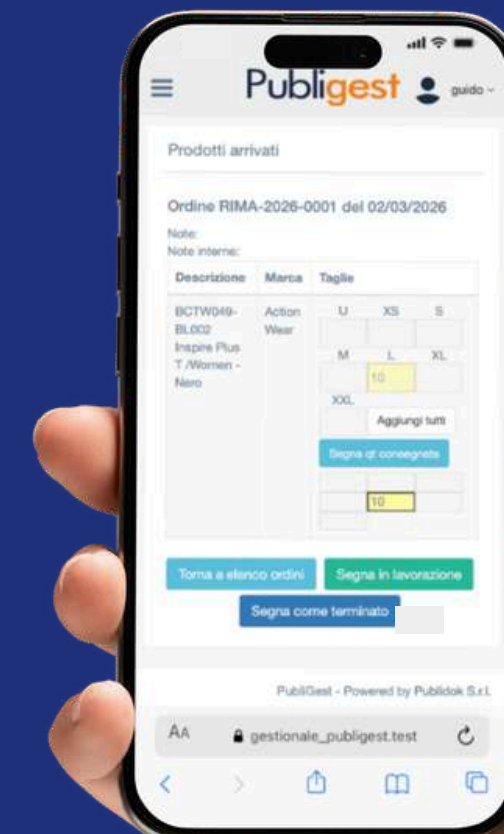 Publigest
guido
Prodotti arrivati
Ordine RIMA-2026-0001 del 02/03/2026
Note:
Note interne:
Descrizione Marca Taglie
BCTW049-
BL002
Inspire Plus
T /Women -
Nero
Action
Wear
U XS S
M L XL
10
XXL
Aggiungi tutti
Segna qt consegnata
10
Torna a elenco ordini
Segna in lavorazione
Segna come terminato
PubliGest - Powered by Publidok S.r.l.
AA gestionale_publigest.test